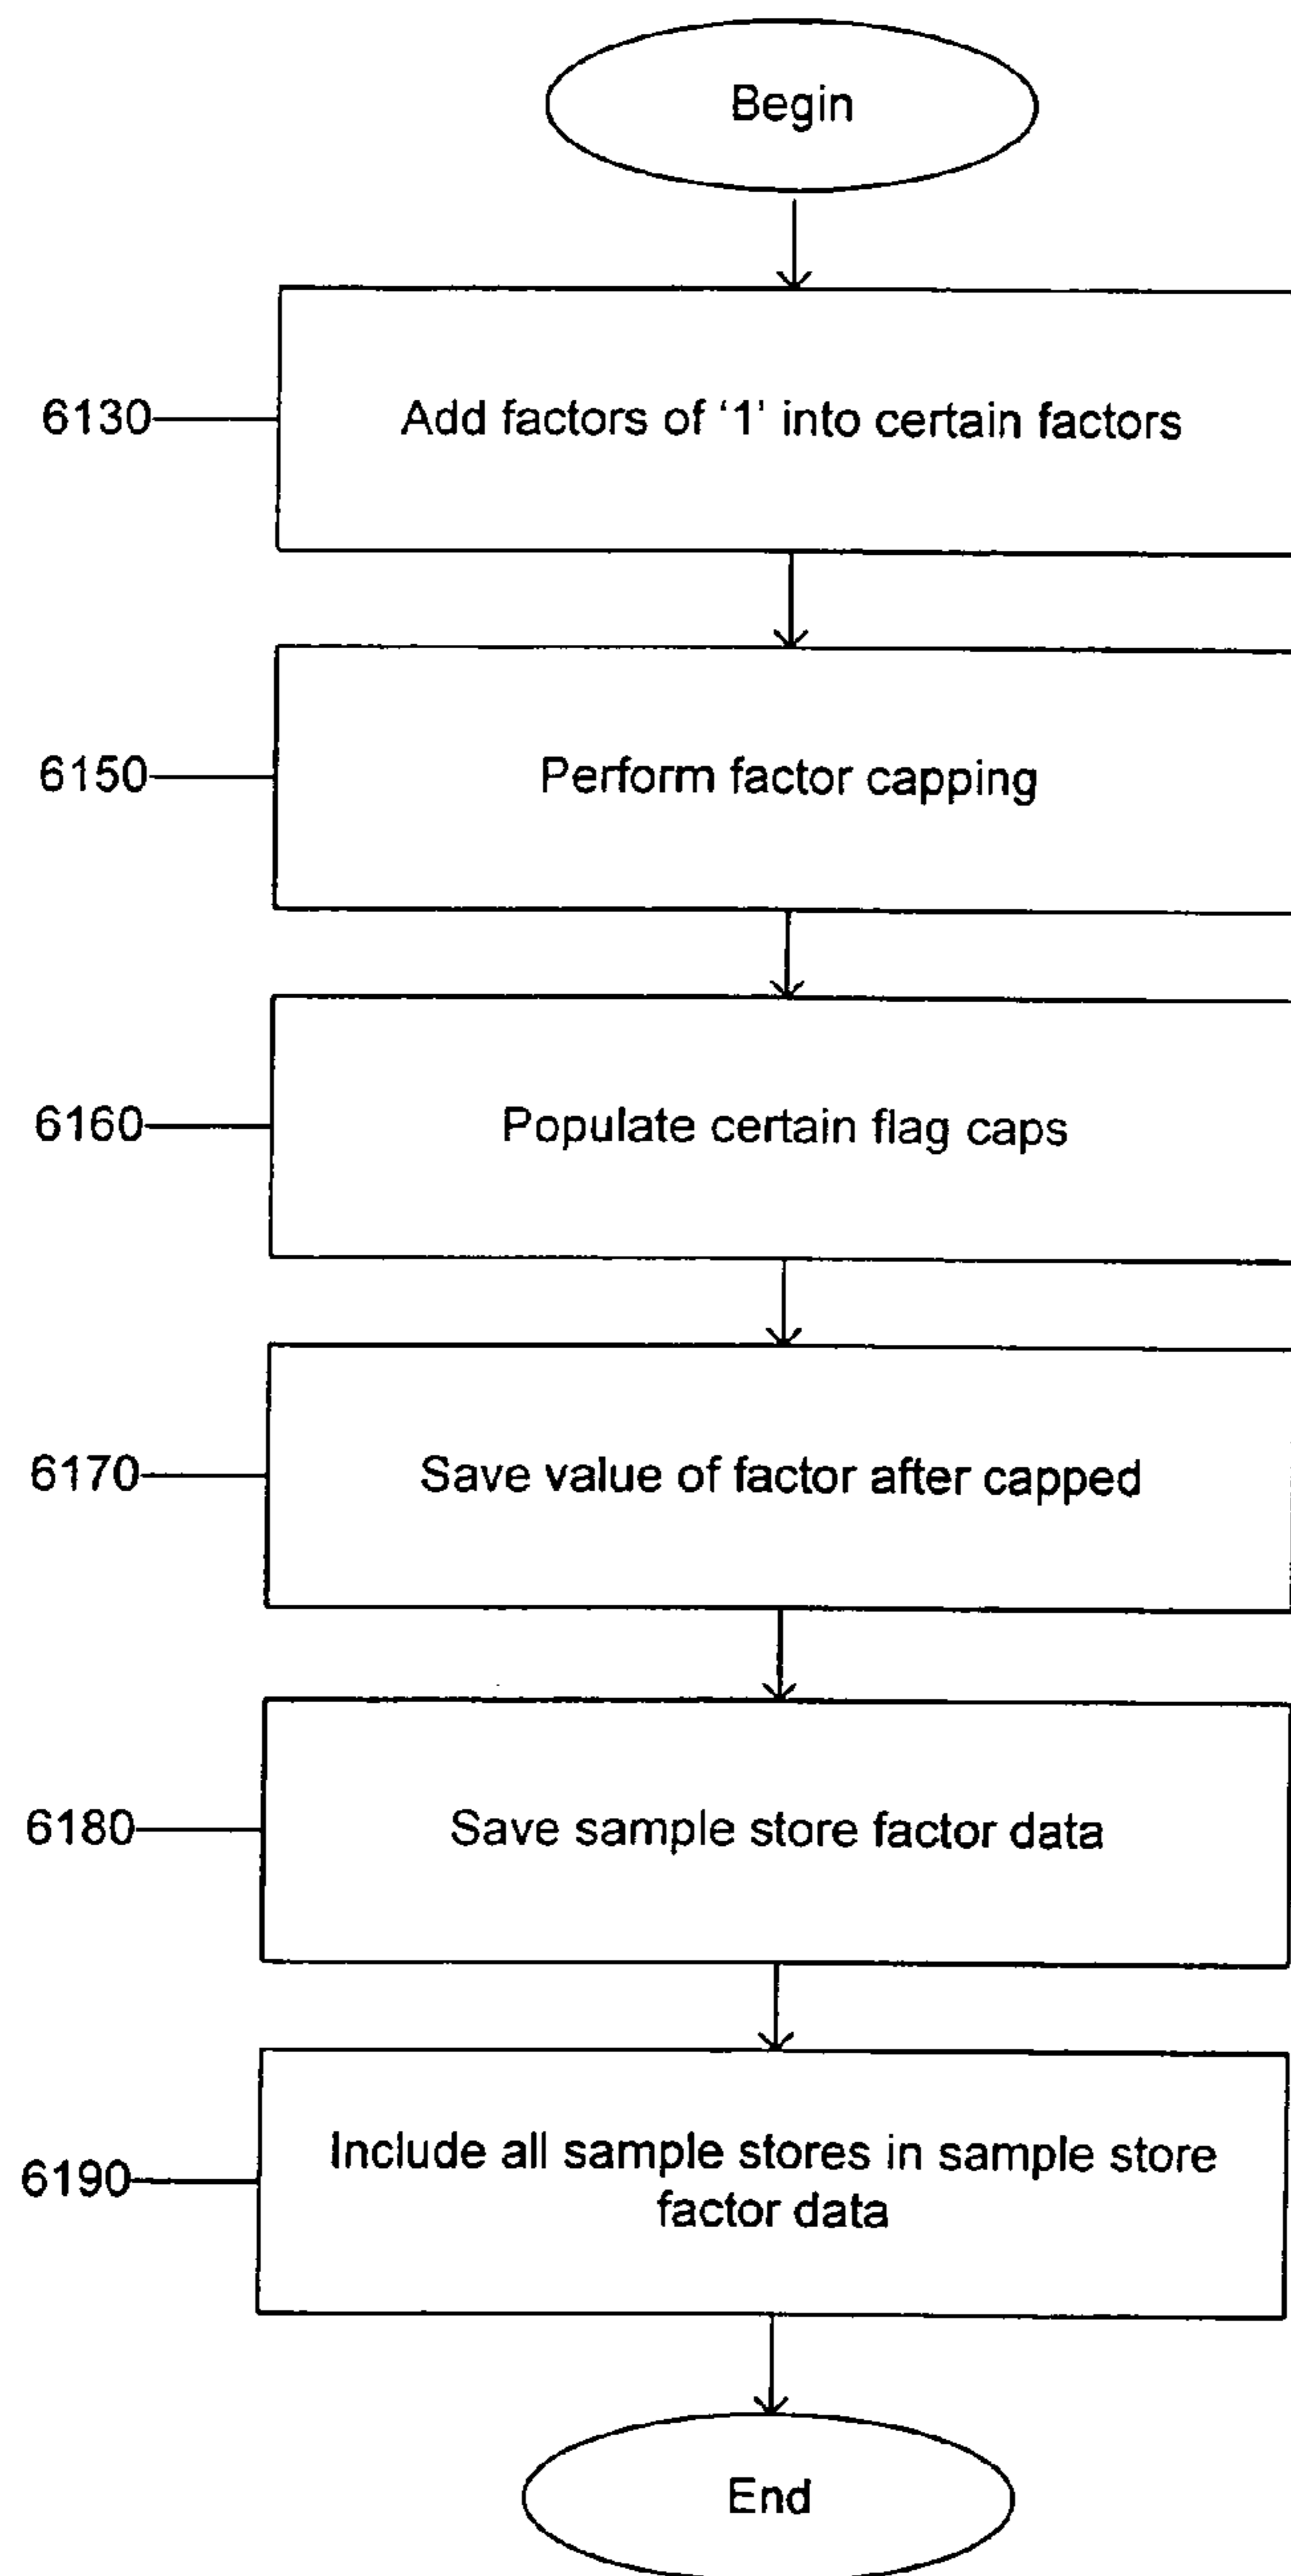 Begin
6130
Add factors of ‘1’ into certain factors
6150
Perform factor capping
6160
Populate certain flag caps
6170
Save value of factor after capped
6180
Save sample store factor data
6190
Include all sample stores in sample store
factor data
End